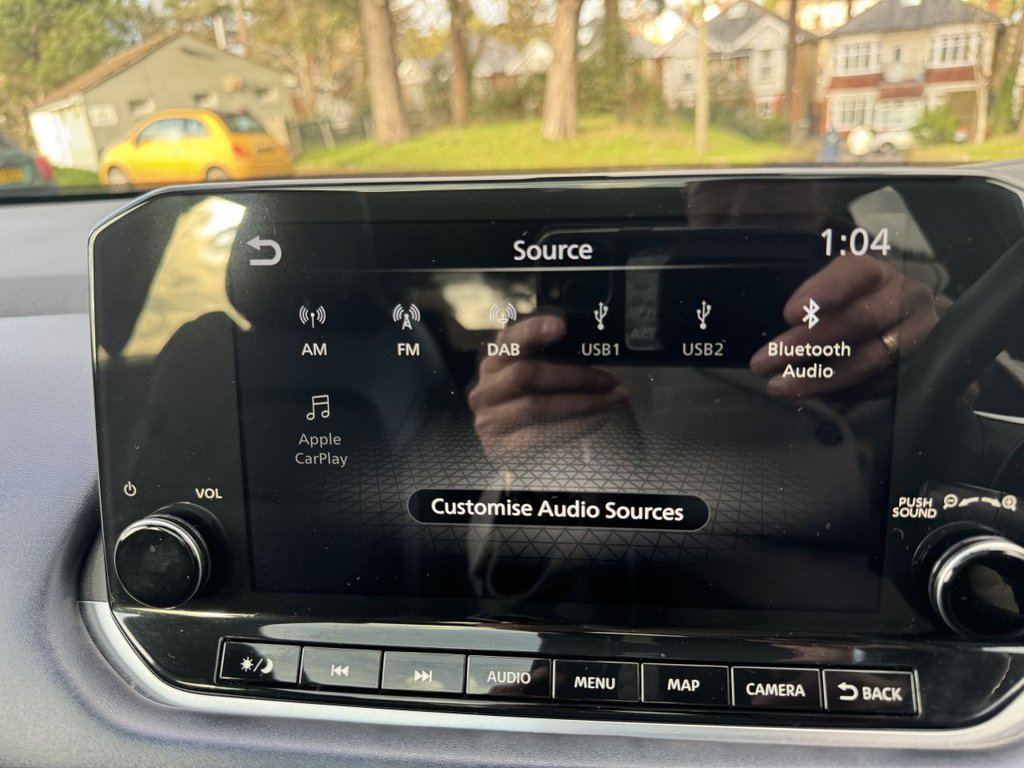 Source
1:04
AM
FM
DAB
USB1
USB2
Bluetooth
Audio
Apple
CarPlay
Customise Audio Sources
VOL
PUSH
SOUND
AUDIO
MENU
MAP
CAMERA
BACK